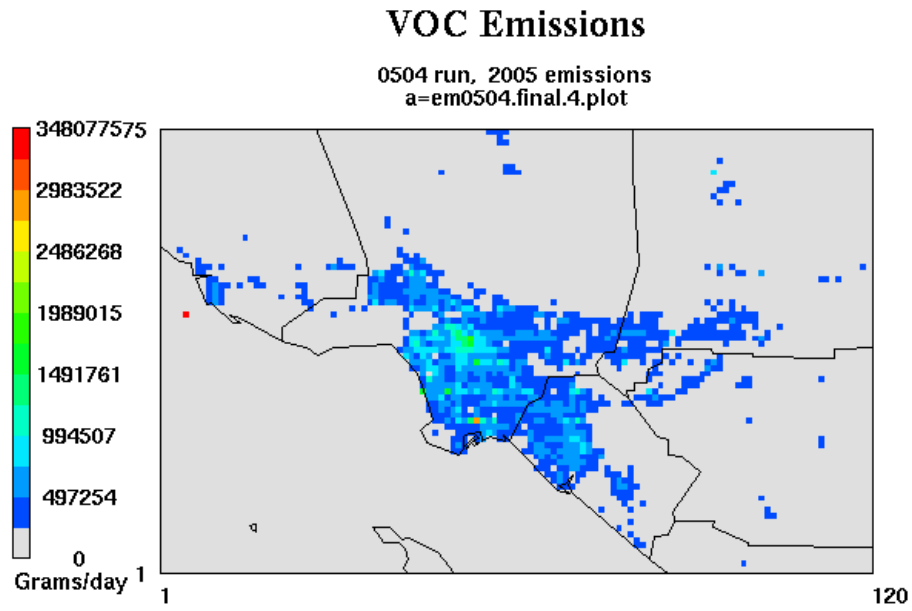 VOC Emissions
0504 run, 2005 emissions
a=em0504.final.4.plot
348077575
2983522
2486268
1989015
1491761
994507
497254
0
Grams/day
1
1
120